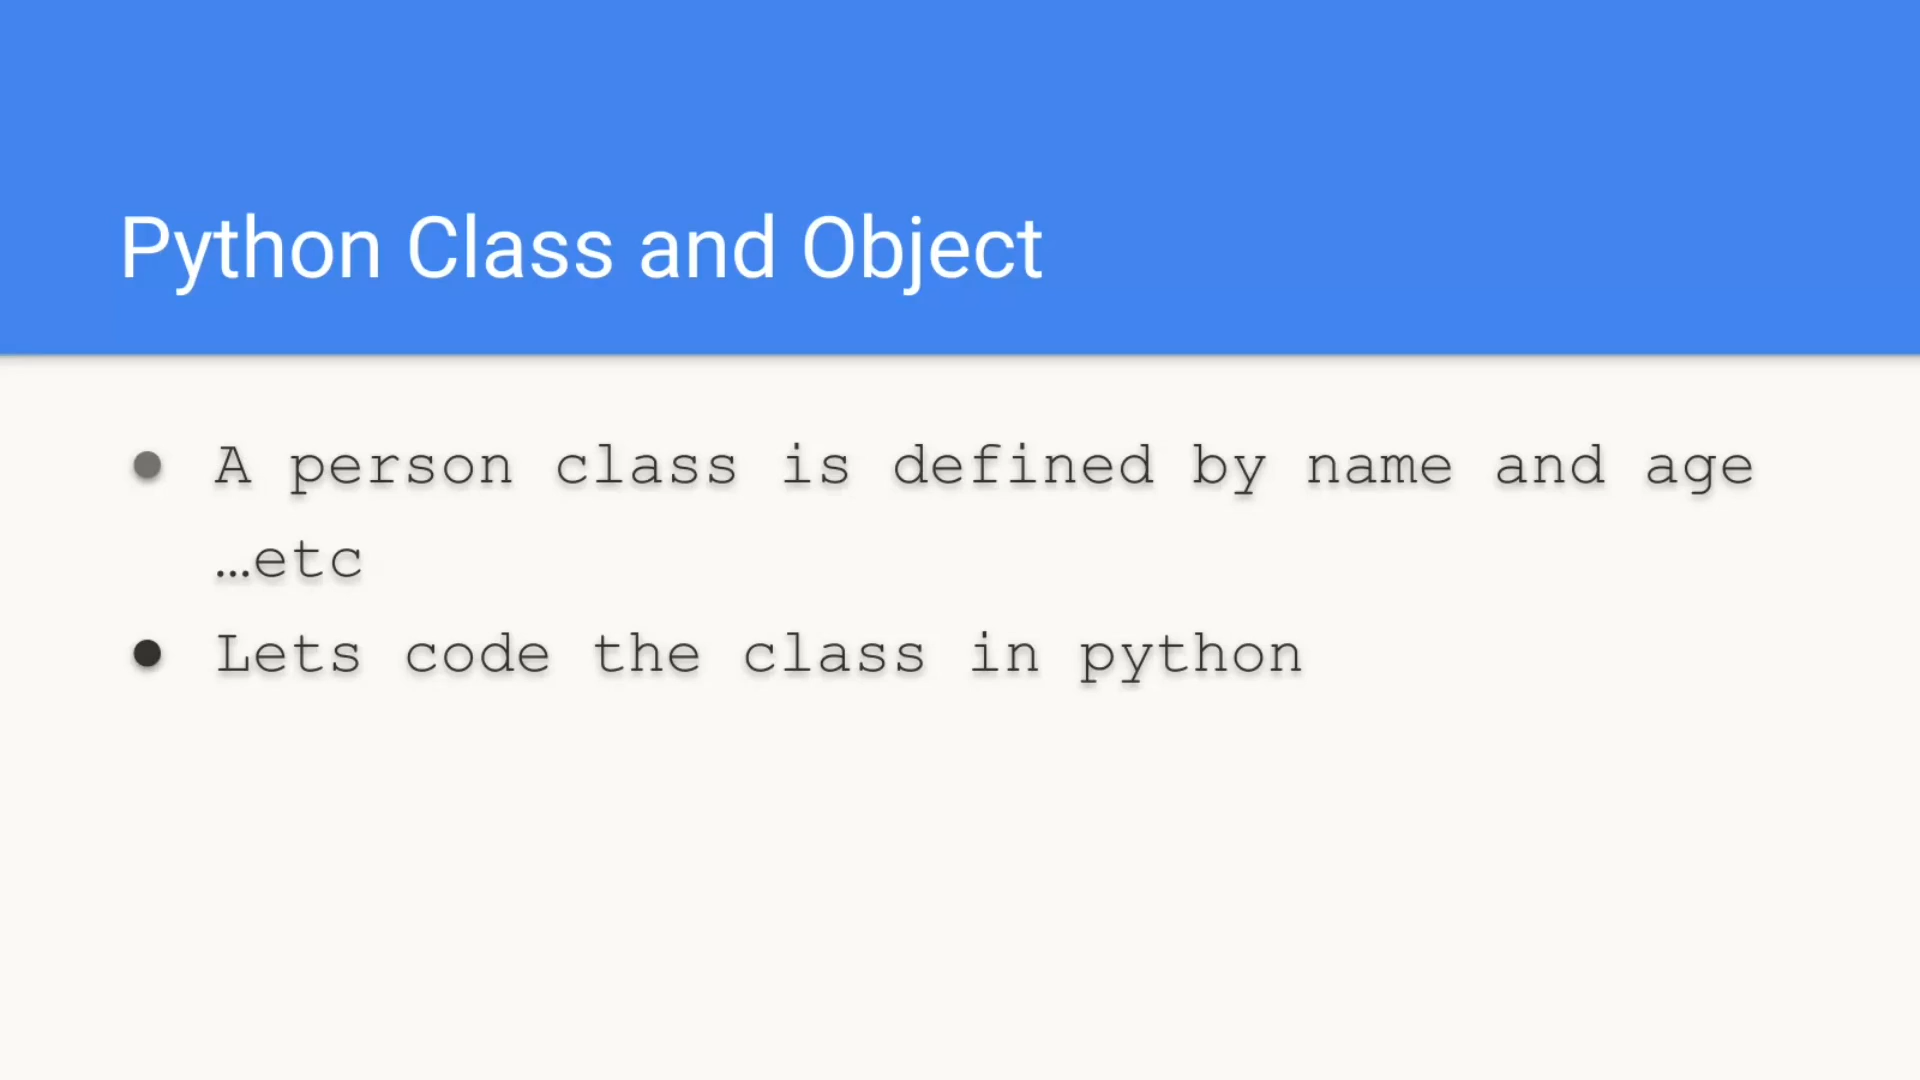 Python Class and Object
● A person class is defined by name and age
…etc
● Lets code the class in python